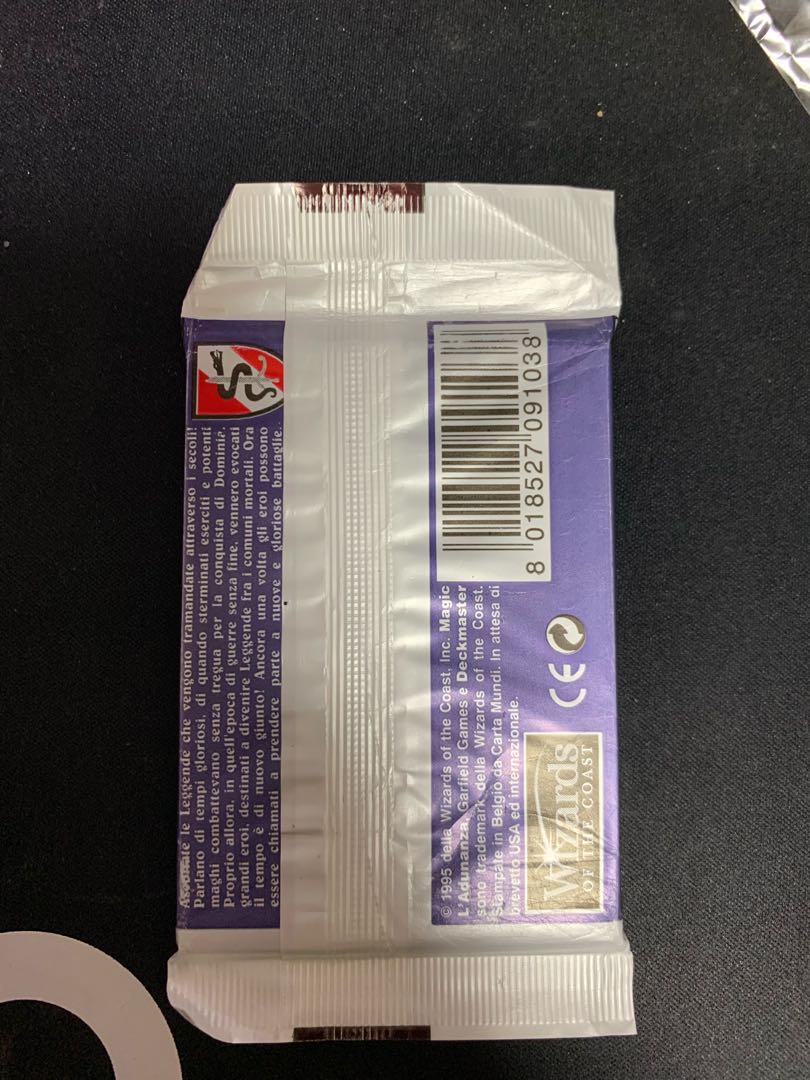 Ascoltate le Leggende che vengono tramandate attraverso i secoli!
Parlano di tempi gloriosi, di quando sterminati eserciti e potenti
maghi combattevano senza tregua per la conquista di Dominia.
Proprio allora, in quell'epoca di guerre senza fine, vennero evocati
grandi eroi, destinati a divenire Leggende fra i comuni mortali. Ora
il tempo è di nuovo giunto! Ancora una volta gli eroi possono
essere chiamati a prendere parte a nuove e gloriose battaglie.
© 1995 della Wizards of the Coast, Inc. Magic
L'Adunanza, Garfield Games e Deckmaster
sono trademark della Wizards of the Coast.
Stampate in Belgio da Carta Mundi. In attesa di
brevetto USA ed internazionale.
8 018527 091038
CE
Wizards
OF THE COAST